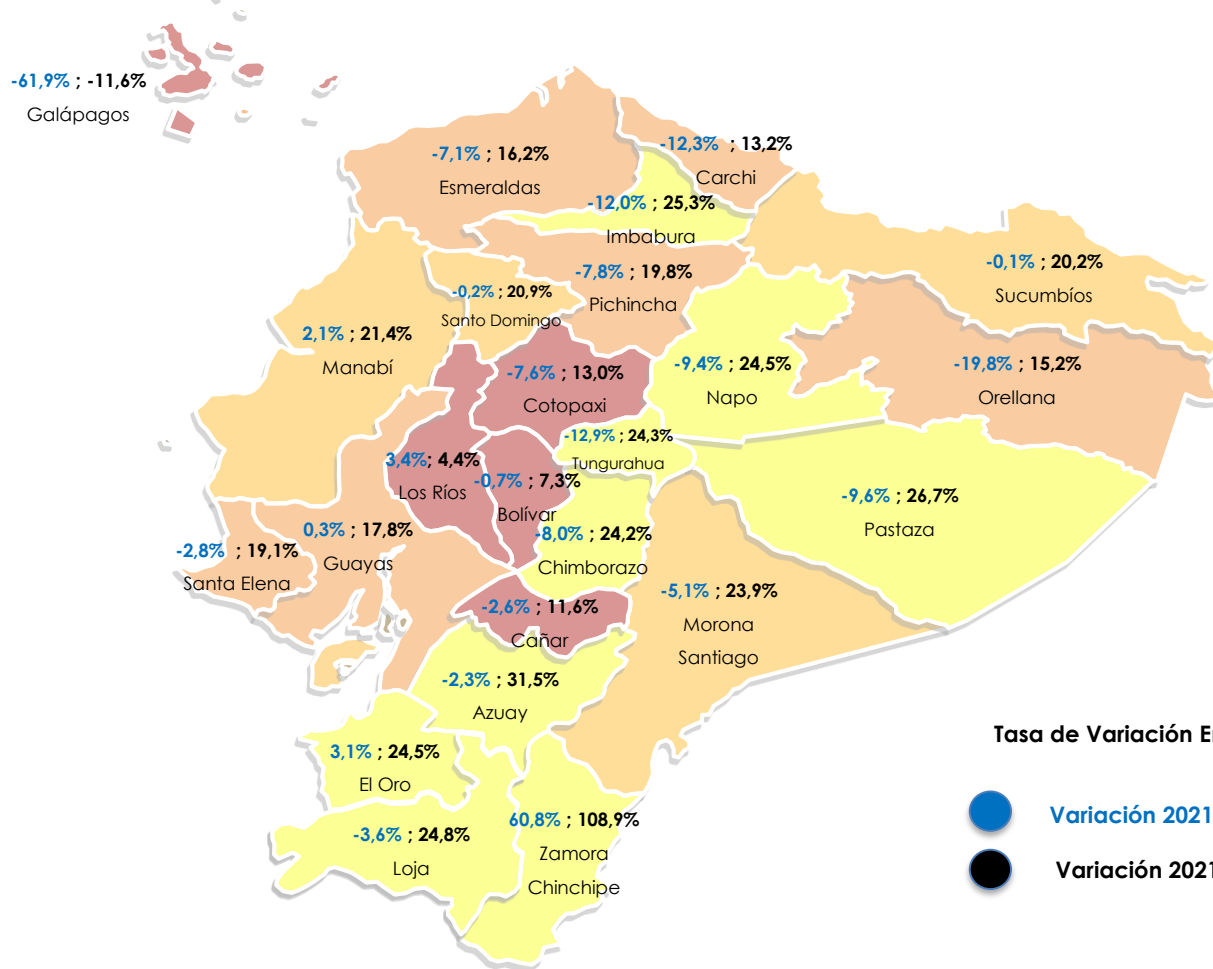 -61,9% ; -11,6%
Galápagos
-7,1% ; 16,2%
Esmeraldas
-12,3% ; 13,2%
Carchi
-12,0% ; 25,3%
Imbabura
-7,8% ; 19,8%
Pichincha
-0,1% ; 20,2%
Sucumbíos
-0,2% ; 20,9%
Santo Domingo
2,1% ; 21,4%
Manabí
-7,6% ; 13,0%
Cotopaxi
-9,4% ; 24,5%
Napo
-19,8% ; 15,2%
Orellana
-12,9% ; 24,3%
Tungurahua
3,4%; 4,4%
Los Ríos
-0,7% ; 7,3%
Bolívar
-9,6% ; 26,7%
Pastaza
-8,0% ; 24,2%
Chimborazo
0,3% ; 17,8%
Guayas
-2,8% ; 19,1%
Santa Elena
-2,6% ; 11,6%
Cañar
-5,1% ; 23,9%
Morona
Santiago
-2,3% ; 31,5%
Azuay
3,1% ; 24,5%
El Oro
-3,6% ; 24,8%
Loja
60,8% ; 108,9%
Zamora
Chinchipe
Tasa de Variación
Variación 2021
Variación 2021